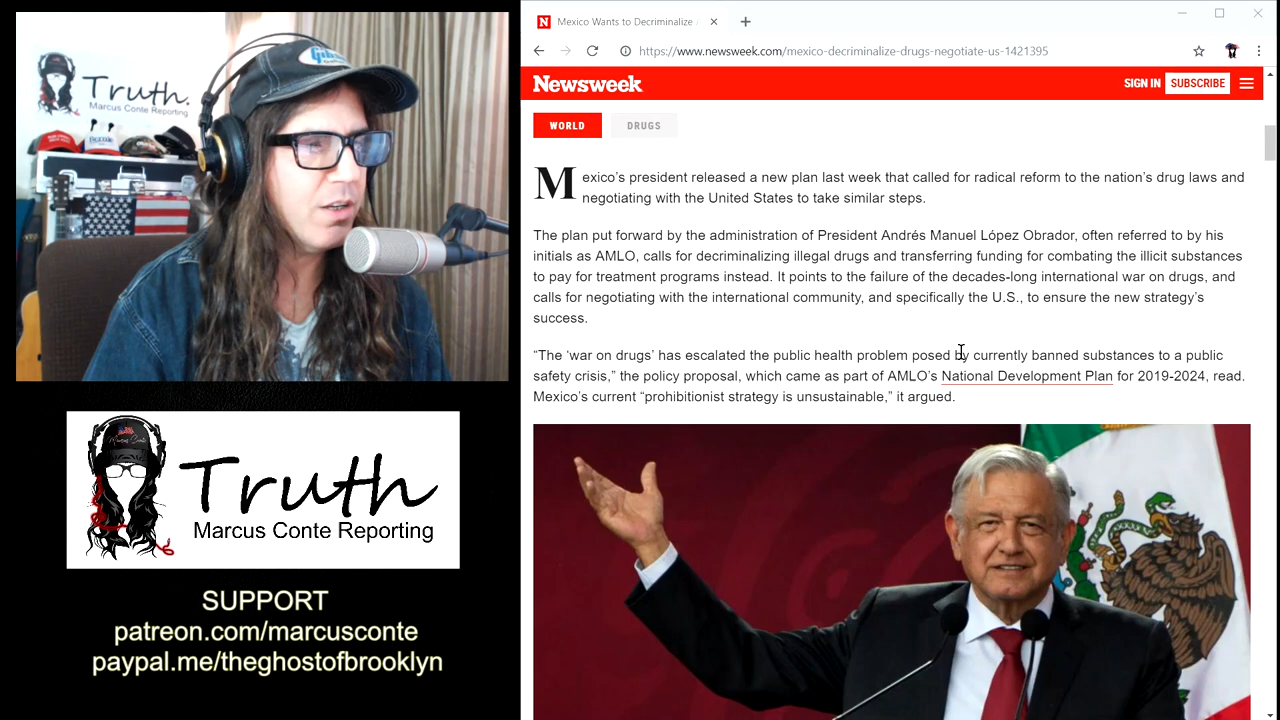 Truth.
Marcus Conte Reporting
Truth
Marcus Conte Reporting
SUPPORT
patreon.com/marcusconte
paypal.me/theghostofbrooklyn
Mexico Wants to Decriminalize
https://www.newsweek.com/mexico-decriminalize-drugs-negotiate-us-1421395
Newsweek
SIGN IN SUBSCRIBE
WORLD DRUGS
Mexico’s president released a new plan last week that called for radical reform to the nation’s drug laws and
negotiating with the United States to take similar steps.
The plan put forward by the administration of President Andrés Manuel López Obrador, often referred to by his
initials as AMLO, calls for decriminalizing illegal drugs and transferring funding for combating the illicit substances
to pay for treatment programs instead. It points to the failure of the decades-long international war on drugs, and
calls for negotiating with the international community, and specifically the U.S., to ensure the new strategy’s
success.
“The ‘war on drugs’ has escalated the public health problem posed by currently banned substances to a public
safety crisis,” the policy proposal, which came as part of AMLO’s National Development Plan for 2019-2024, read.
Mexico’s current “prohibitionist strategy is unsustainable,” it argued.